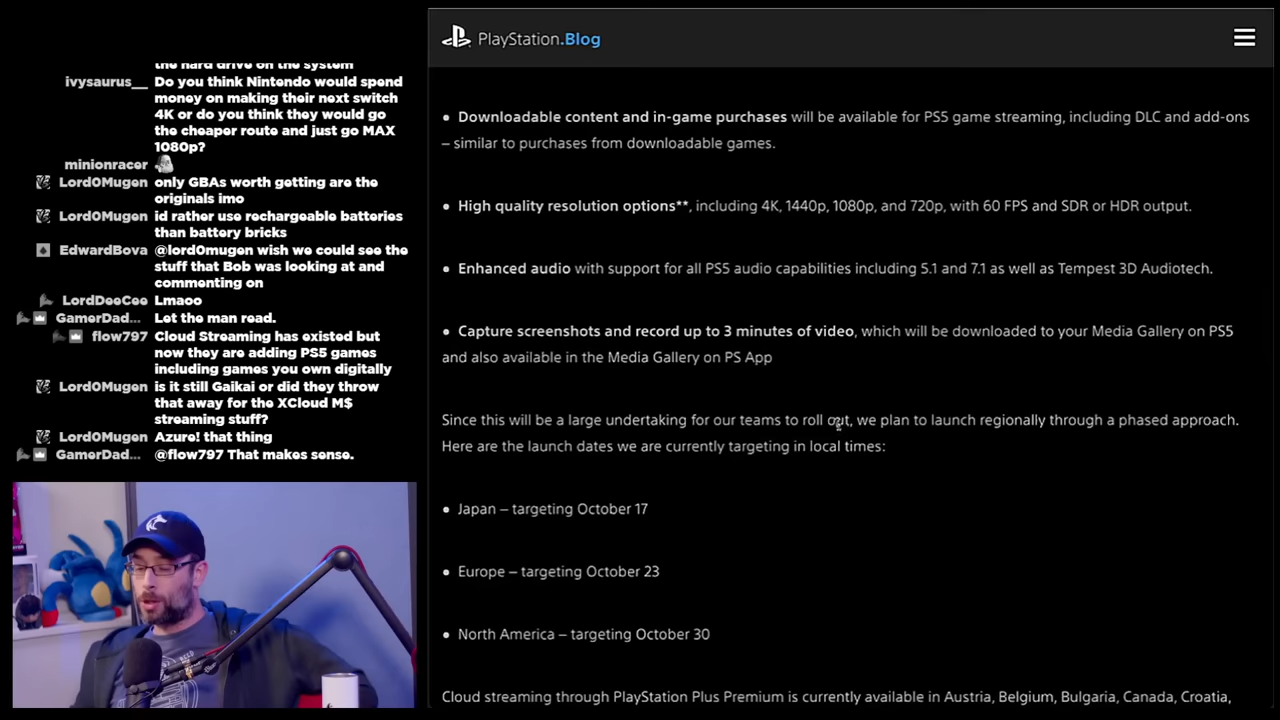 the hard drive on the system
ivysaurus__ Do you think Nintendo would spend
money on making their next switch
4K or do you think they would go
the cheaper route and just go MAX
1080p?
minionracer
Lord0Mugen only GBAs worth getting are the
originals imo
Lord0Mugen id rather use rechargeable batteries
than battery bricks
EdwardBova @lord0mugen wish we could see the
stuff that Bob was looking at and
commenting on
LordDeeCee Lmaoo
GamerDad... Let the man read.
flow797 Cloud Streaming has existed but
now they are adding PS5 games
including games you own digitally
Lord0Mugen is it still Gaikai or did they throw
that away for the XCloud M$
streaming stuff?
Lord0Mugen Azure! that thing
GamerDad... @flow797 That makes sense.
PlayStation.Blog
• Downloadable content and in-game purchases will be available for PS5 game streaming, including DLC and add-ons
– similar to purchases from downloadable games.
• High quality resolution options**, including 4K, 1440p, 1080p, and 720p, with 60 FPS and SDR or HDR output.
• Enhanced audio with support for all PS5 audio capabilities including 5.1 and 7.1 as well as Tempest 3D Audiotech.
• Capture screenshots and record up to 3 minutes of video, which will be downloaded to your Media Gallery on PS5
and also available in the Media Gallery on PS App
Since this will be a large undertaking for our teams to roll out, we plan to launch regionally through a phased approach.
Here are the launch dates we are currently targeting in local times:
• Japan – targeting October 17
• Europe – targeting October 23
• North America – targeting October 30
Cloud streaming through PlayStation Plus Premium is currently available in Austria, Belgium, Bulgaria, Canada, Croatia,